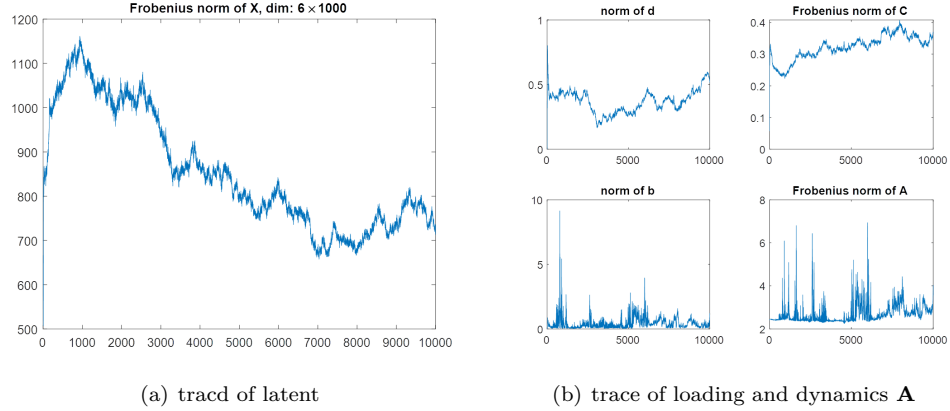 Frobenius norm of X, dim: 6×1000
1200
1100
1000
900
800
700
600
500
0 1000 2000 3000 4000 5000 6000 7000 8000 9000 10000
norm of d
1
0.5
0
0 5000 10000
Frobenius norm of C
0.4
0.3
0.2
0.1
0
0 5000 10000
norm of b
10
5
0
0 5000 10000
Frobenius norm of A
8
6
4
2
0 5000 10000
(a) tracd of latent
(b) trace of loading and dynamics A